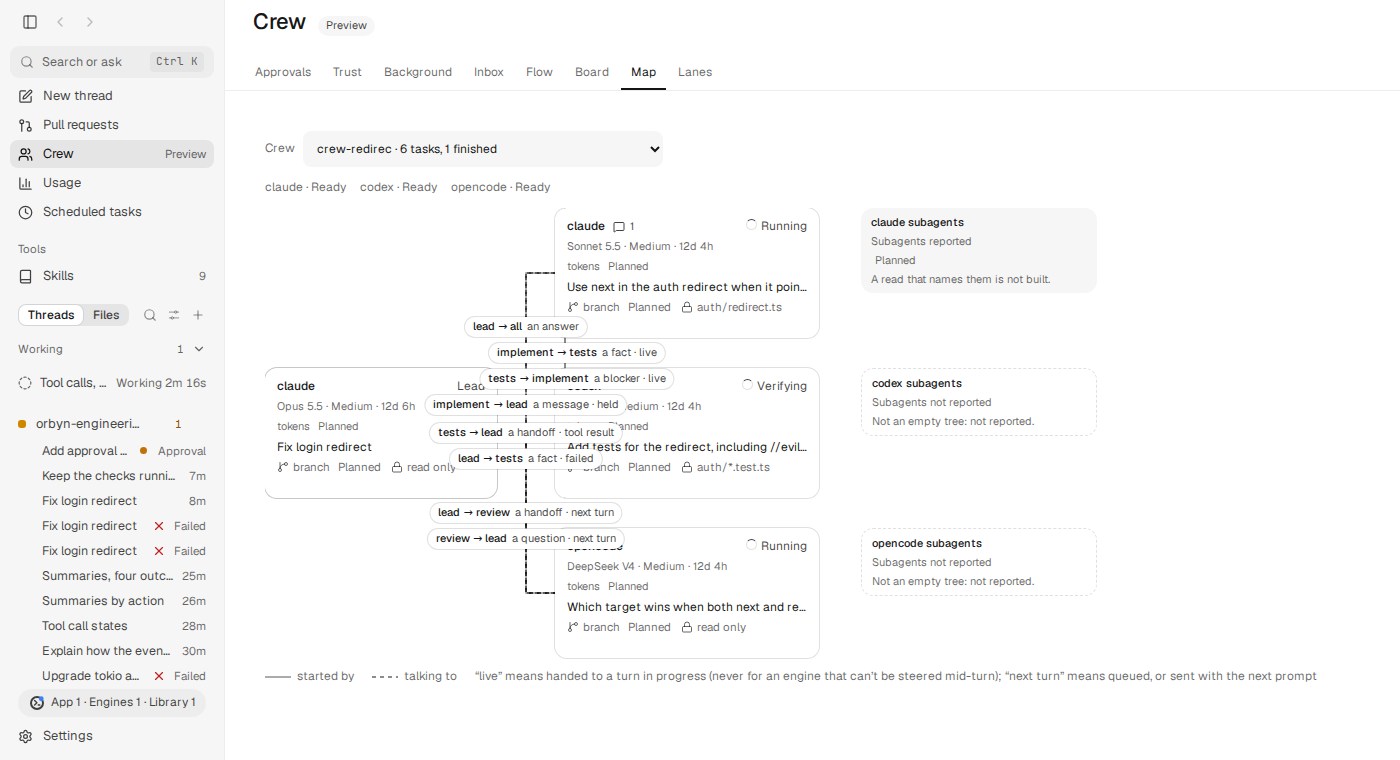 Search or ask Ctrl K
New thread
Pull requests
Crew Preview
Usage
Scheduled tasks
Tools
Skills 9
Threads Files
Working 1
Tool calls, ... Working 2m 16s
orbyn-engineeri... 1
Add approval ... Approval
Keep the checks runni... 7m
Fix login redirect 8m
Fix login redirect Failed
Fix login redirect Failed
Summaries, four outc... 25m
Summaries by action 26m
Tool call states 28m
Explain how the even... 30m
Upgrade tokio a... Failed
App 1 · Engines 1 · Library 1
Settings
Crew Preview
Approvals Trust Background Inbox Flow Board Map Lanes
Crew crew-redirec · 6 tasks, 1 finished
claude · Ready codex · Ready opencode · Ready
claude 1 Running
Sonnet 5.5 · Medium · 12d 4h
tokens Planned
Use next in the auth redirect when it poin...
branch Planned auth/redirect.ts
claude subagents
Subagents reported
Planned
A read that names them is not built.
lead → all an answer
implement → tests a fact · live
tests → implement a blocker · live
implement → lead a message · held
tests → lead a handoff · tool result
lead → tests a fact · failed
claude Lead
Opus 5.5 · Medium · 12d 6h
tokens Planned
Fix login redirect
branch Planned read only
Verifying
edium · 12d 4h
Add tests for the redirect, including //evil...
branch Planned auth/*.test.ts
codex subagents
Subagents not reported
Not an empty tree: not reported.
lead → review a handoff · next turn
review → lead a question · next turn
Running
DeepSeek V4 · Medium · 12d 4h
tokens Planned
Which target wins when both next and re...
branch Planned read only
opencode subagents
Subagents not reported
Not an empty tree: not reported.
started by talking to “live” means handed to a turn in progress (never for an engine that can’t be steered mid-turn); “next turn” means queued, or sent with the next prompt